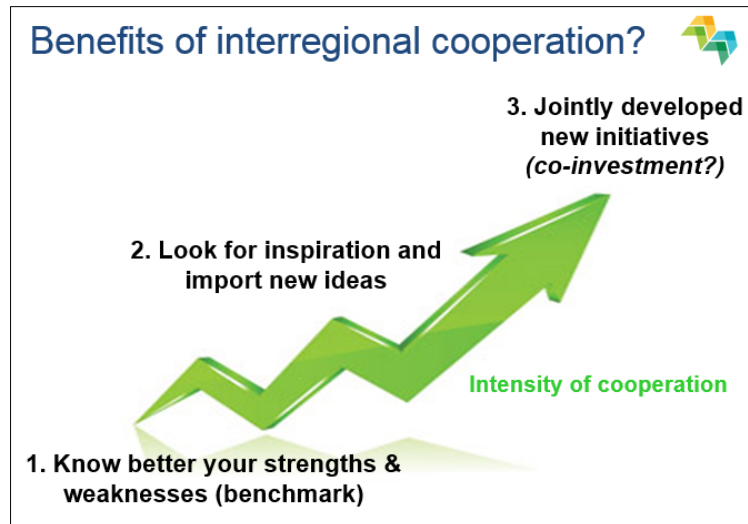 Benefits of interregional cooperation?
3. Jointly developed
new initiatives
(co-investment?)
2. Look for inspiration and
import new ideas
Intensity of cooperation
1. Know better your strengths &
weaknesses (benchmark)